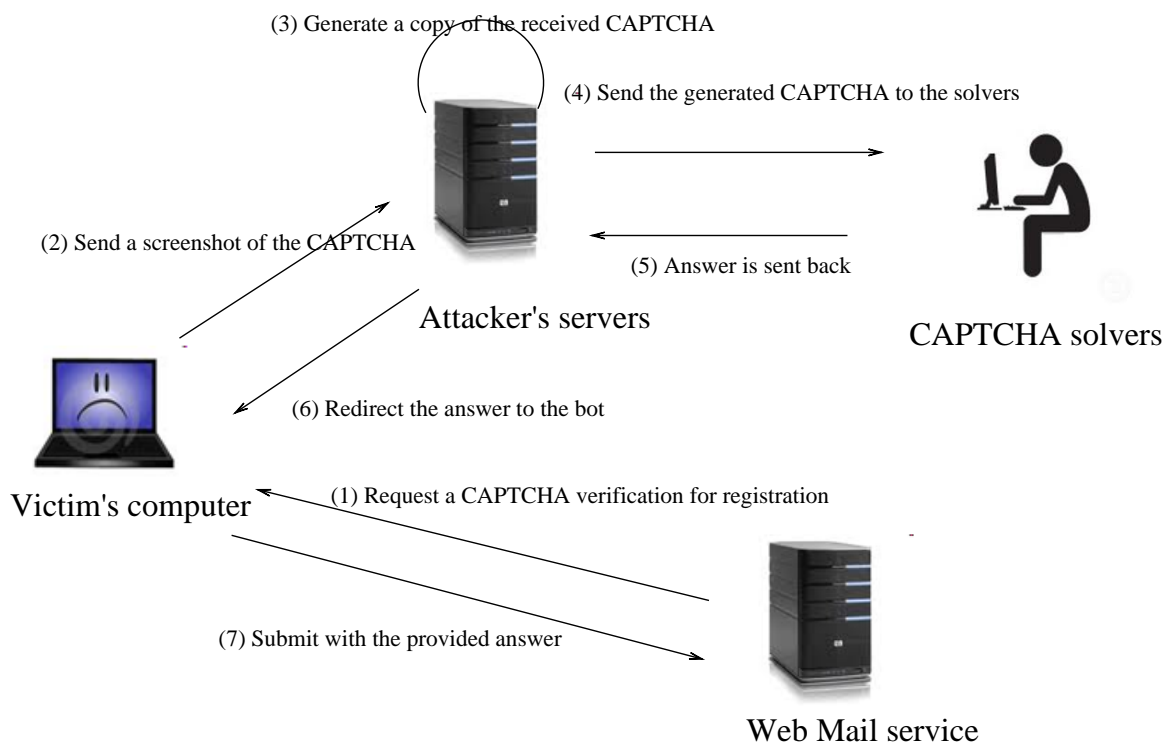 (3) Generate a copy of the received CAPTCHA
(4) Send the generated CAPTCHA to the solvers
(2) Send a screenshot of the CAPTCHA
(5) Answer is sent back
Attacker's servers
CAPTCHA solvers
(6) Redirect the answer to the bot
Victim's computer
(1) Request a CAPTCHA verification for registration
(7) Submit with the provided answer
Web Mail service